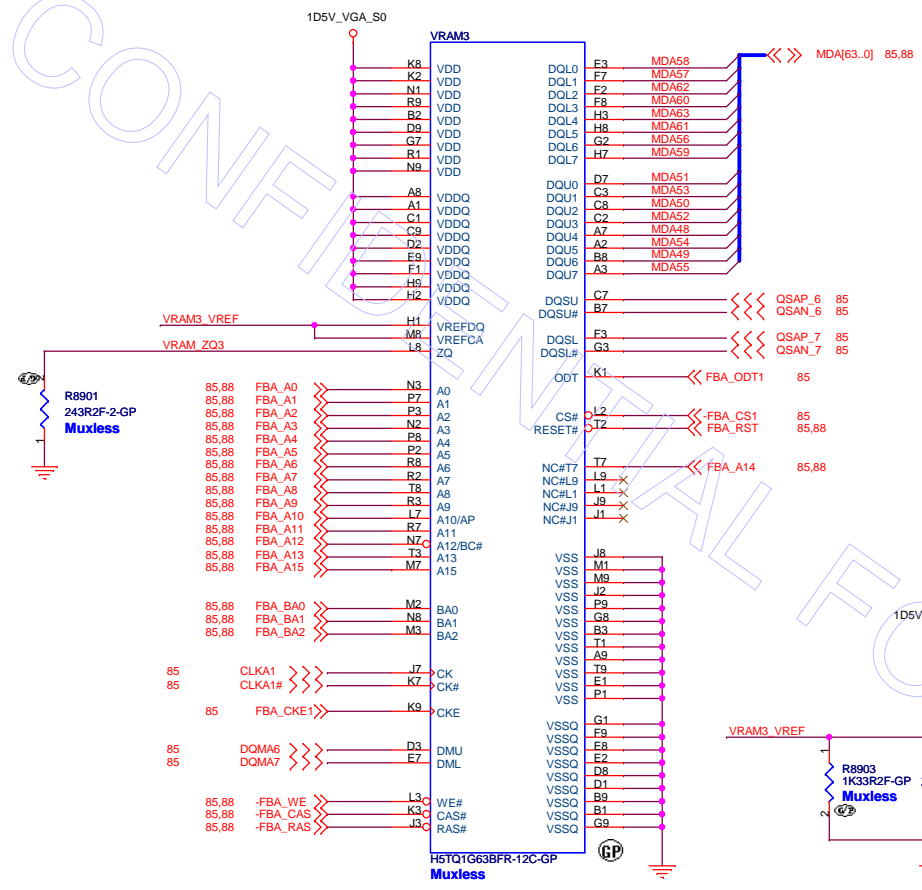 1D5V_VGA_S0
VRAM3
K8 VDD DQL0 E3 MDA58 MDA[63..0] 85,88
K2 VDD DQL1 F7 MDA57
N1 VDD DQL2 F2 MDA62
R9 VDD DQL3 F8 MDA60
B2 VDD DQL4 H3 MDA63
D9 VDD DQL5 H8 MDA61
G7 VDD DQL6 G2 MDA56
R1 VDD DQL7 H7 MDA59
N9 VDD
A8 VDDQ DQU0 D7 MDA51
A1 VDDQ DQU1 C3 MDA53
C1 VDDQ DQU2 C8 MDA50
C9 VDDQ DQU3 C2 MDA52
D2 VDDQ DQU4 A7 MDA48
E9 VDDQ DQU5 A2 MDA54
F1 VDDQ DQU6 B8 MDA49
H9 VDDQ DQU7 A3 MDA55
H2 VDDQ
DQSU C7 QSAP_6 85
DQSU# B7 QSAN_6 85
VRAM3_VREF H1 VREFDQ
M8 VREFCA DQSL F3 QSAP_7 85
VRAM_ZQ3 L8 ZQ DQSL# G3 QSAN_7 85
ODT K1 FBA_ODT1 85
2
R8901
243R2F-2-GP
Muxless
1
85,88 FBA_A0 N3 A0
85,88 FBA_A1 P7 A1
85,88 FBA_A2 P3 A2 CS# L2 -FBA_CS1 85
85,88 FBA_A3 N2 A3 RESET# T2 FBA_RST 85,88
85,88 FBA_A4 P8 A4
85,88 FBA_A5 P2 A5
85,88 FBA_A6 R8 A6 NC#T7 T7 FBA_A14 85,88
85,88 FBA_A7 R2 A7 NC#L9 L9
85,88 FBA_A8 T8 A8 NC#L1 L1
85,88 FBA_A9 R3 A9 NC#J9 J9
85,88 FBA_A10 L7 A10/AP NC#J1 J1
85,88 FBA_A11 R7 A11
85,88 FBA_A12 N7 A12/BC#
85,88 FBA_A13 T3 A13 VSS J8
85,88 FBA_A15 M7 A15 VSS M1
VSS M9
VSS J2
85,88 FBA_BA0 M2 BA0 VSS P9
85,88 FBA_BA1 N8 BA1 VSS G8
85,88 FBA_BA2 M3 BA2 VSS B3
VSS T1
VSS A9
85 CLKA1 J7 CK VSS T9
85 CLKA1# K7 CK# VSS E1
VSS P1
85 FBA_CKE1 K9 CKE
VSSQ G1
VSSQ F9
85 DQMA6 D3 DMU VSSQ E8
85 DQMA7 E7 DML VSSQ E2
VSSQ D8
VSSQ D1
85,88 -FBA_WE L3 WE# VSSQ B9
85,88 -FBA_CAS K3 CAS# VSSQ B1
85,88 -FBA_RAS J3 RAS# VSSQ G9
H5TQ1G63BFR-12C-GP
Muxless
GP
1D5V
VRAM3_VREF
1
R8903
1K33R2F-GP
Muxless
2
CONFIDENTIAL FO